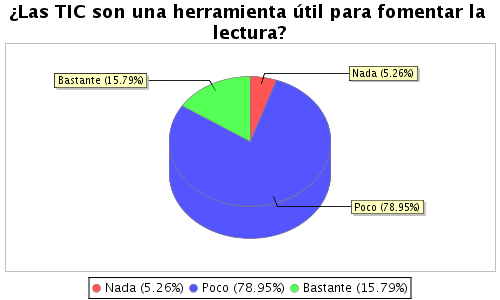 ¿Las TIC son una herramienta útil para fomentar la
lectura?
Nada (5.26%)
Bastante (15.79%)
Poco (78.95%)
Nada (5.26%) Poco (78.95%) Bastante (15.79%)